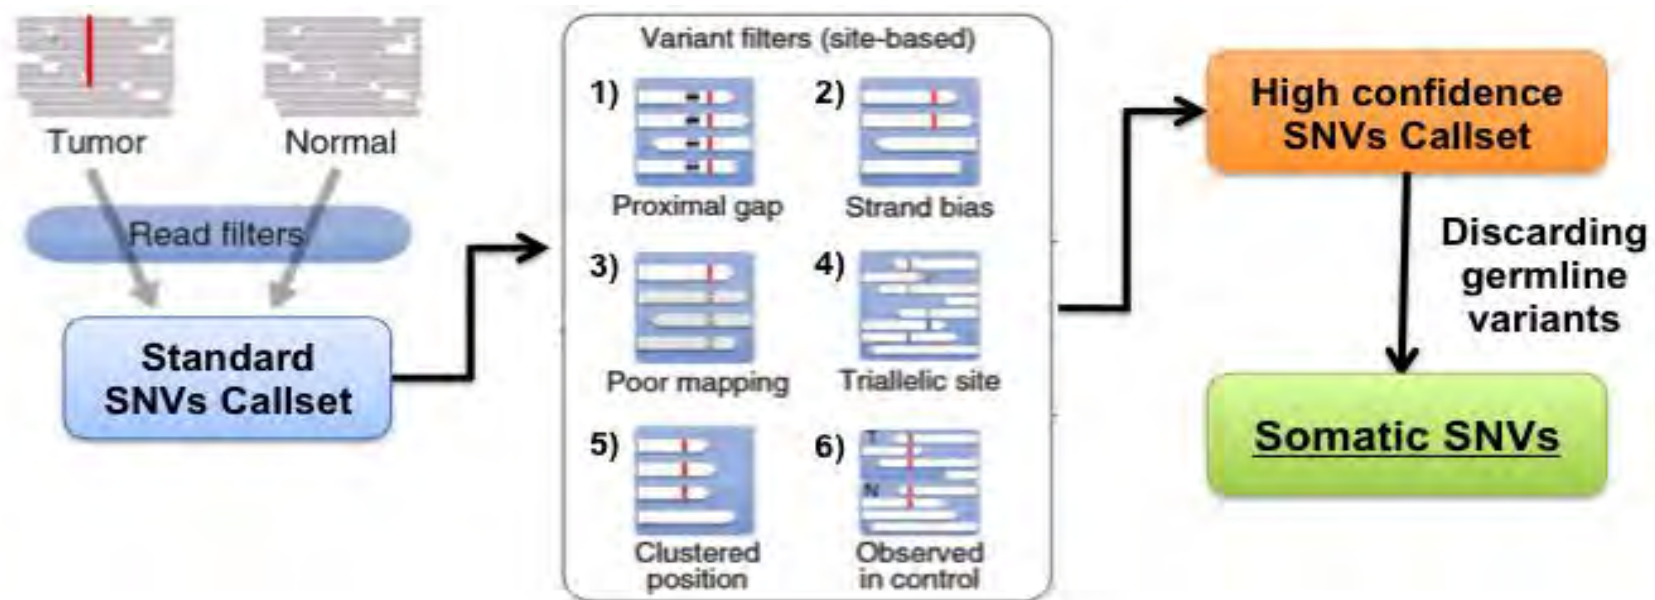 Tumor
Normal
Read filters
Standard
SNVs Callset
Variant filters (site-based)
1)
2)
Proximal gap
Strand bias
3)
4)
Poor mapping
Triallelic site
5)
6)
T
N
Clustered
position
Observed
in control
High confidence
SNVs Callset
Discarding
germline
variants
Somatic SNVs